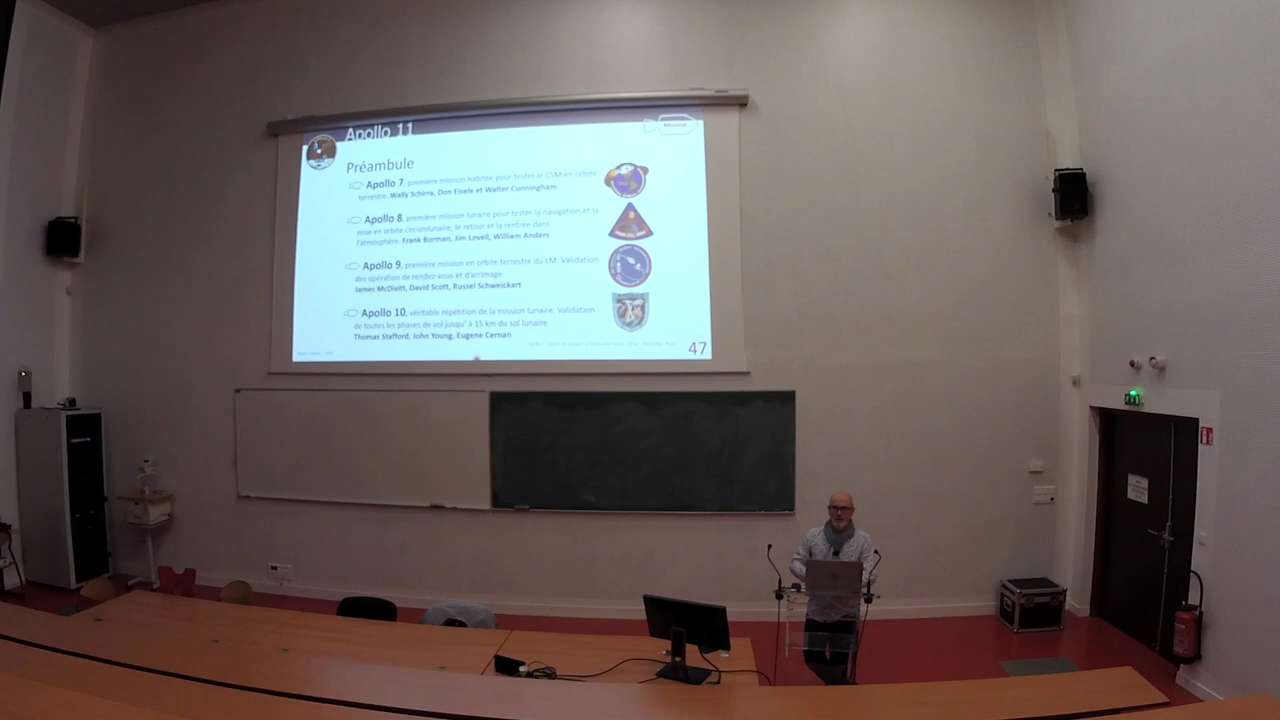 Apollo 11
Mission
Préambule
Apollo 7, première mission habitée pour tester le CSM en orbite
terrestre. Wally Schirra, Don Eisele et Walter Cunningham
Apollo 8, première mission lunaire pour tester la navigation et la
mise en orbite circumlunaire, le retour et la rentrée dans
l'atmosphère. Frank Borman, Jim Lovell, William Anders
Apollo 9, première mission en orbite terrestre du LM. Validation
des opération de rendez-vous et d'arrimage.
James McDivitt, David Scott, Russel Schweickart
Apollo 10, véritable répétition de la mission lunaire. Validation
de toutes les phases de vol jusqu' à 15 km du sol lunaire.
Thomas Stafford, John Young, Eugene Cernan
47